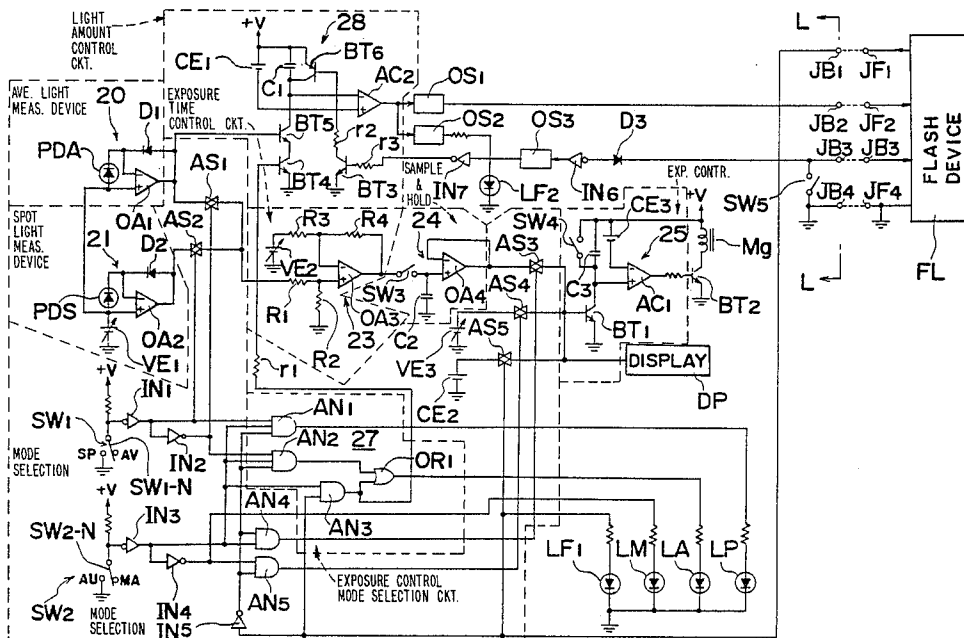 LIGHT AMOUNT CONTROL CKT.
+V
CE1
C1
28
BT6
BT5
r2
r3
BT4
BT3
AC2
OS1
OS2
LF2
IN7
OS3
IN6
D3
L
L
JB1
JF1
JB2
JF2
JB3
JB3
JB4
JF4
SW5
FLASH DEVICE
FL
AVE. LIGHT MEAS. DEVICE
20
D1
PDA
OA1
AS1
EXPOSURE TIME CONTROL CKT.
SPOT LIGHT MEAS. DEVICE
21
AS2
D2
PDS
OA2
VE1
R3
R4
VE2
R1
R2
OA3
23
SW3
C2
SAMPLE & HOLD
24
OA4
AS3
AS4
AS5
VE3
CE2
EXP. CONTR.
+V
SW4
CE3
C3
25
AC1
Mg
BT2
BT1
DISPLAY
DP
r1
+V
IN1
SW1
SP
AV
MODE SELECTION
SW1-N
IN2
AN1
AN2
27
OR1
AN4
AN3
+V
IN3
SW2-N
AU
MA
SW2
MODE SELECTION
IN4
IN5
AN5
EXPOSURE CONTROL MODE SELECTION CKT.
LF1
LM
LA
LP